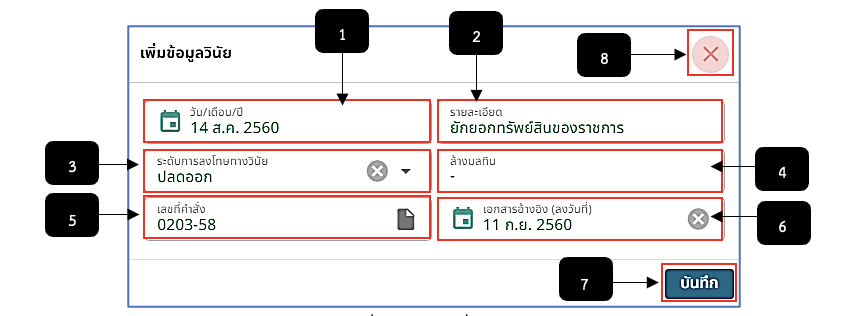 1
2
8
เพิ่มข้อมูลวินัย
วัน/เดือน/ปี
14 ส.ค. 2560
รายละเอียด
ยักยอกทรัพย์สินของราชการ
3
ระดับการลงโทษทางวินัย
ปลดออก
ล้างมลทิน
-
4
5
เลขที่คำสั่ง
0203-58
เอกสารอ้างอิง (ลงวันที่)
11 ก.ย. 2560
6
7
บันทึก